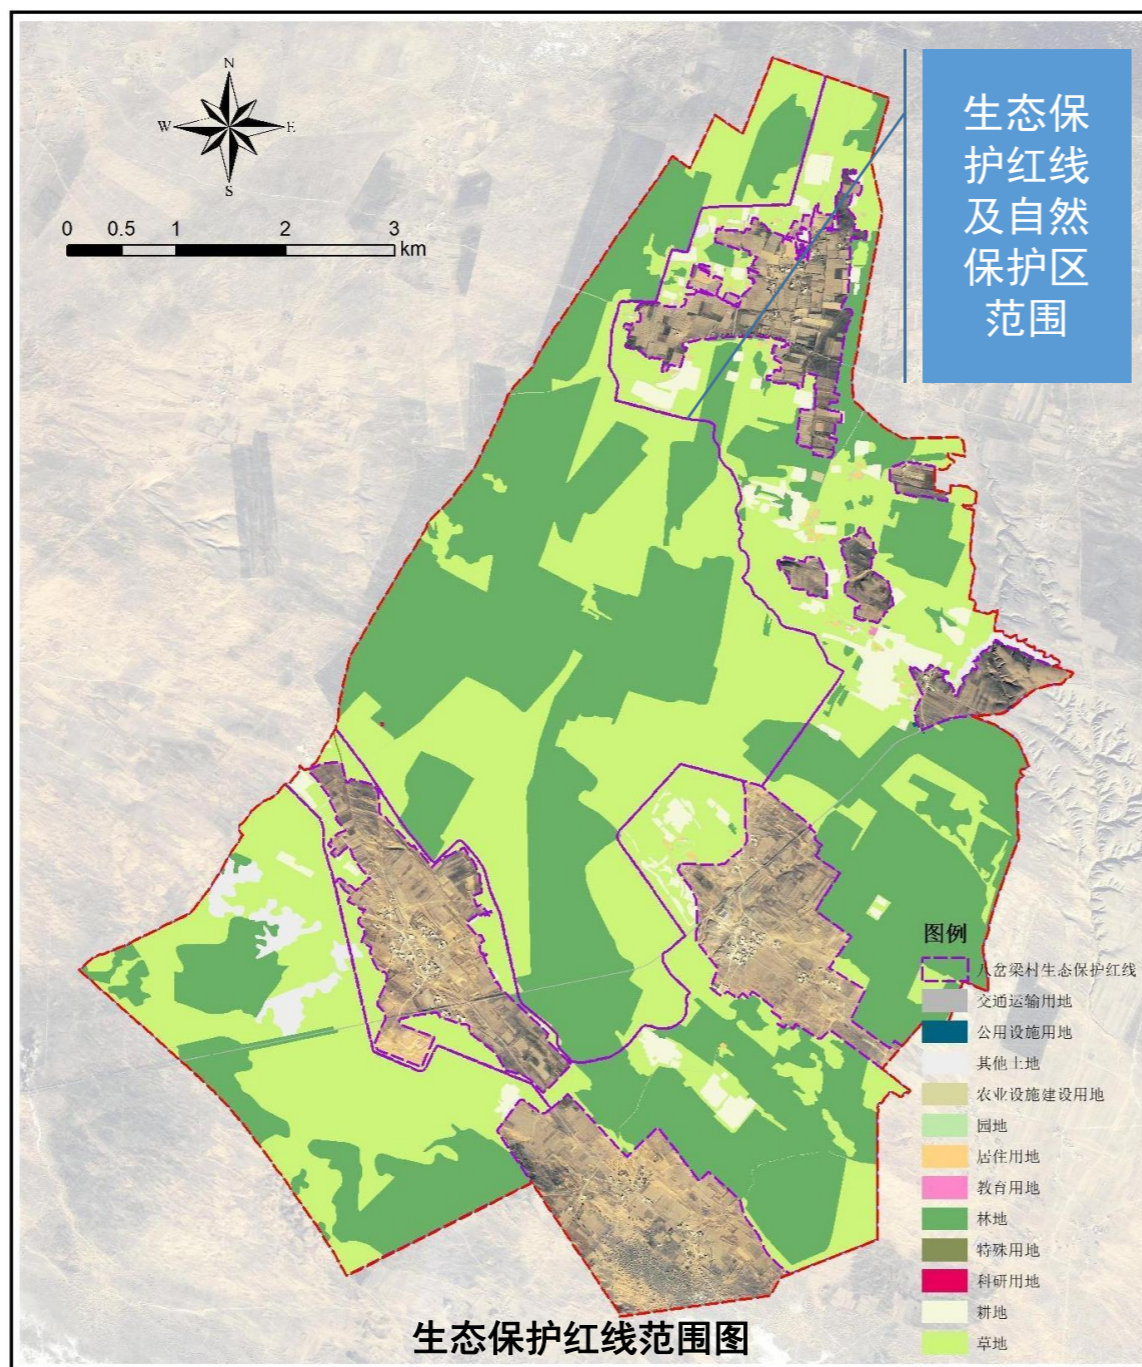 N
W
E
S
0 0.5 1 2 3
km
生态保
护红线
及自然
保护区
范围
图例
八岔梁村生态保护红线
交通运输用地
公用设施用地
其他土地
农业设施建设用地
园地
居住用地
教育用地
林地
特殊用地
科研用地
耕地
草地
生态保护红线范围图